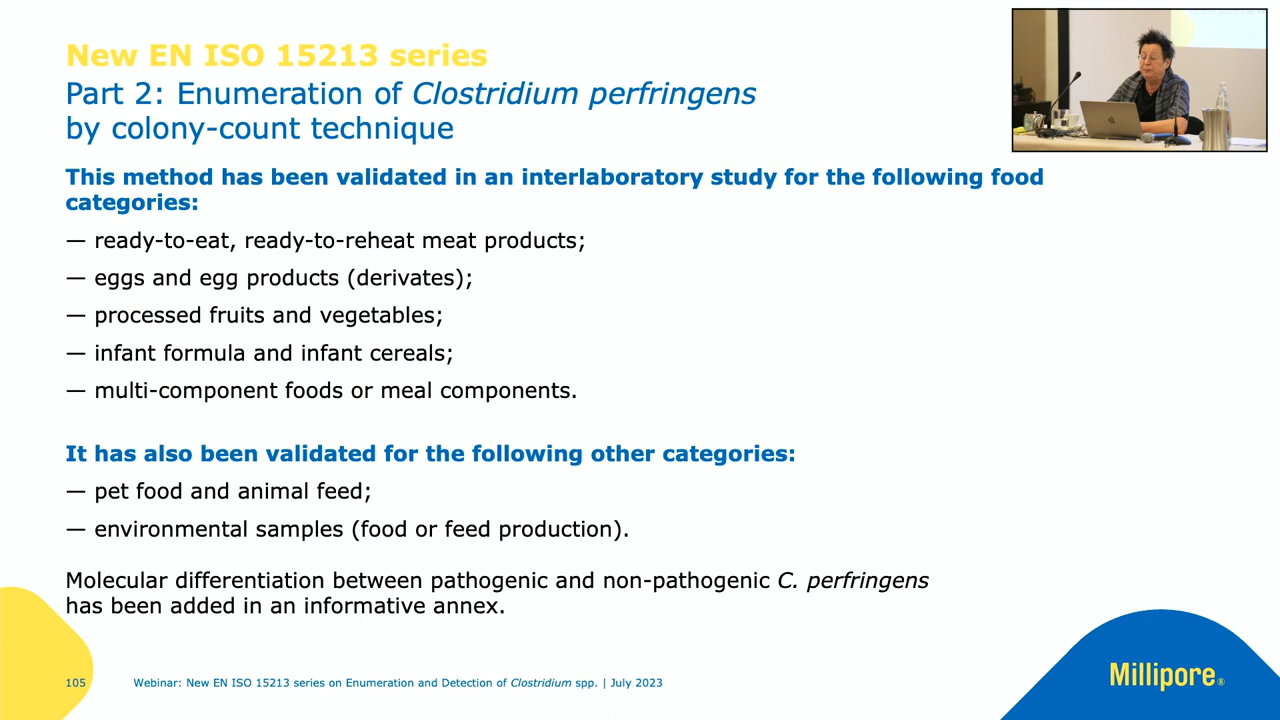 New EN ISO 15213 series
Part 2: Enumeration of Clostridium perfringens
by colony-count technique
This method has been validated in an interlaboratory study for the following food
categories:
— ready-to-eat, ready-to-reheat meat products;
— eggs and egg products (derivates);
— processed fruits and vegetables;
— infant formula and infant cereals;
— multi-component foods or meal components.
It has also been validated for the following other categories:
— pet food and animal feed;
— environmental samples (food or feed production).
Molecular differentiation between pathogenic and non-pathogenic C. perfringens
has been added in an informative annex.
105
Webinar: New EN ISO 15213 series on Enumeration and Detection of Clostridium spp. | July 2023
Millipore®